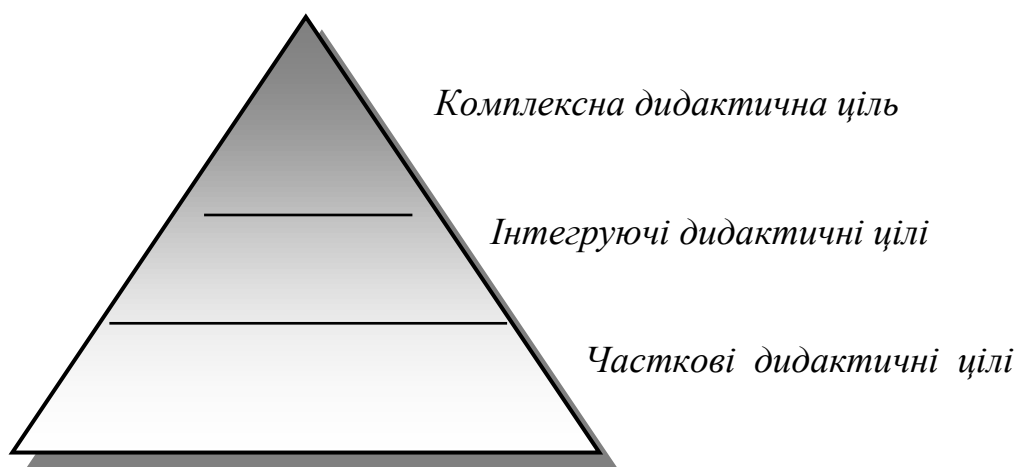 Комплексна дидактична ціль
Інтегруючі дидактичні цілі
Часткові дидактичні цілі